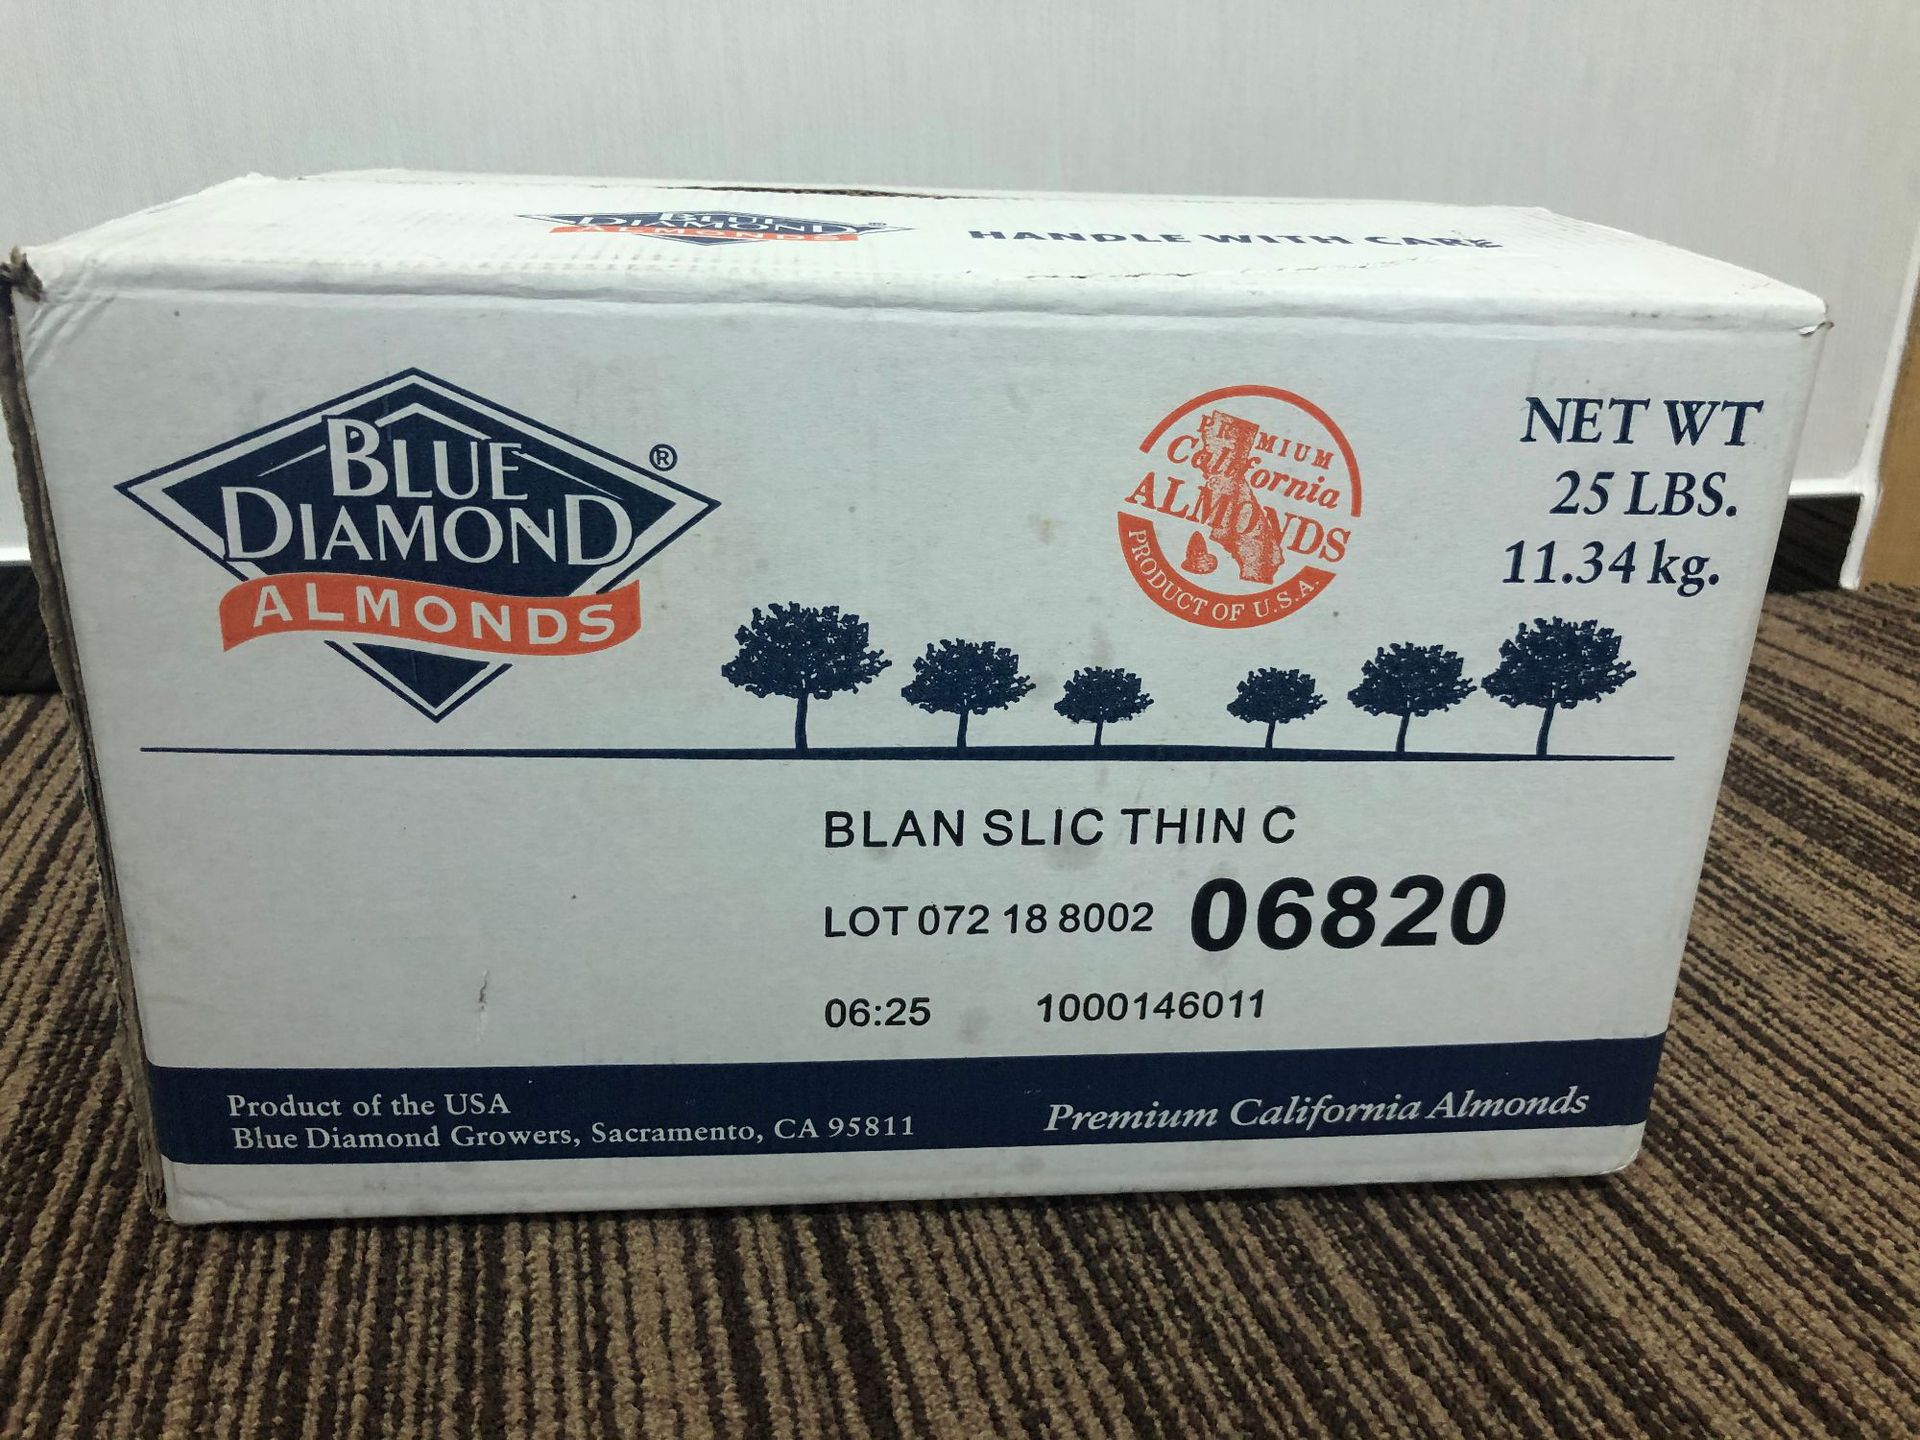 BLUE
DIAMOND®
ALMONDS
HANDLE WITH CARE
BLUE
DIAMOND
®
ALMONDS
PREMIUM
California
ALMONDS
PRODUCT OF U.S.A.
NET WT
25 LBS.
11.34 kg.
BLAN SLIC THIN C
LOT 072 18 8002 06820
06:25 1000146011
Product of the USA
Blue Diamond Growers, Sacramento, CA 95811
Premium California Almonds